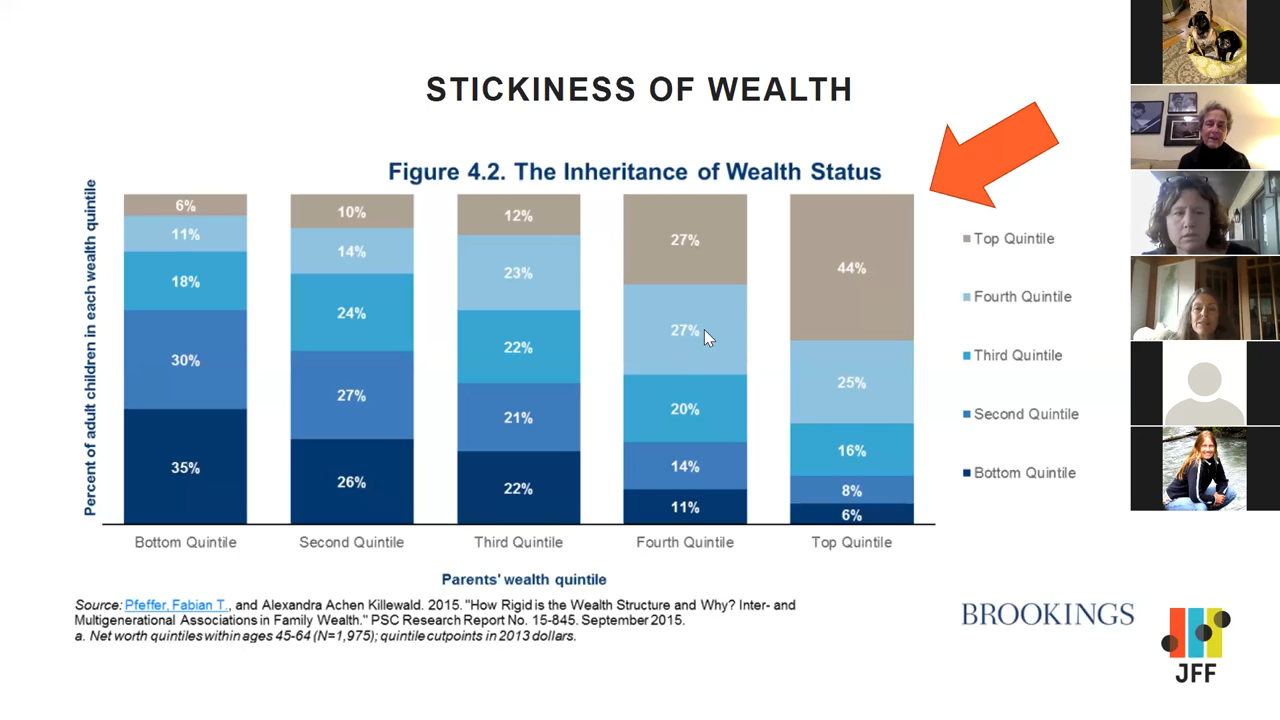 STICKINESS OF WEALTH
Figure 4.2. The Inheritance of Wealth Status
Percent of adult children in each wealth quintile
6%
11%
18%
30%
35%
10%
14%
24%
27%
26%
12%
23%
22%
21%
22%
27%
27%
20%
14%
11%
44%
25%
16%
8%
6%
Top Quintile
Fourth Quintile
Third Quintile
Second Quintile
Bottom Quintile
Bottom Quintile
Second Quintile
Third Quintile
Fourth Quintile
Top Quintile
Parents' wealth quintile
Source: Pfeffer, Fabian T., and Alexandra Achen Killewald. 2015. "How Rigid is the Wealth Structure and Why? Inter- and
Multigenerational Associations in Family Wealth." PSC Research Report No. 15-845. September 2015.
a. Net worth quintiles within ages 45-64 (N=1,975); quintile cutpoints in 2013 dollars.
BROOKINGS
JFF